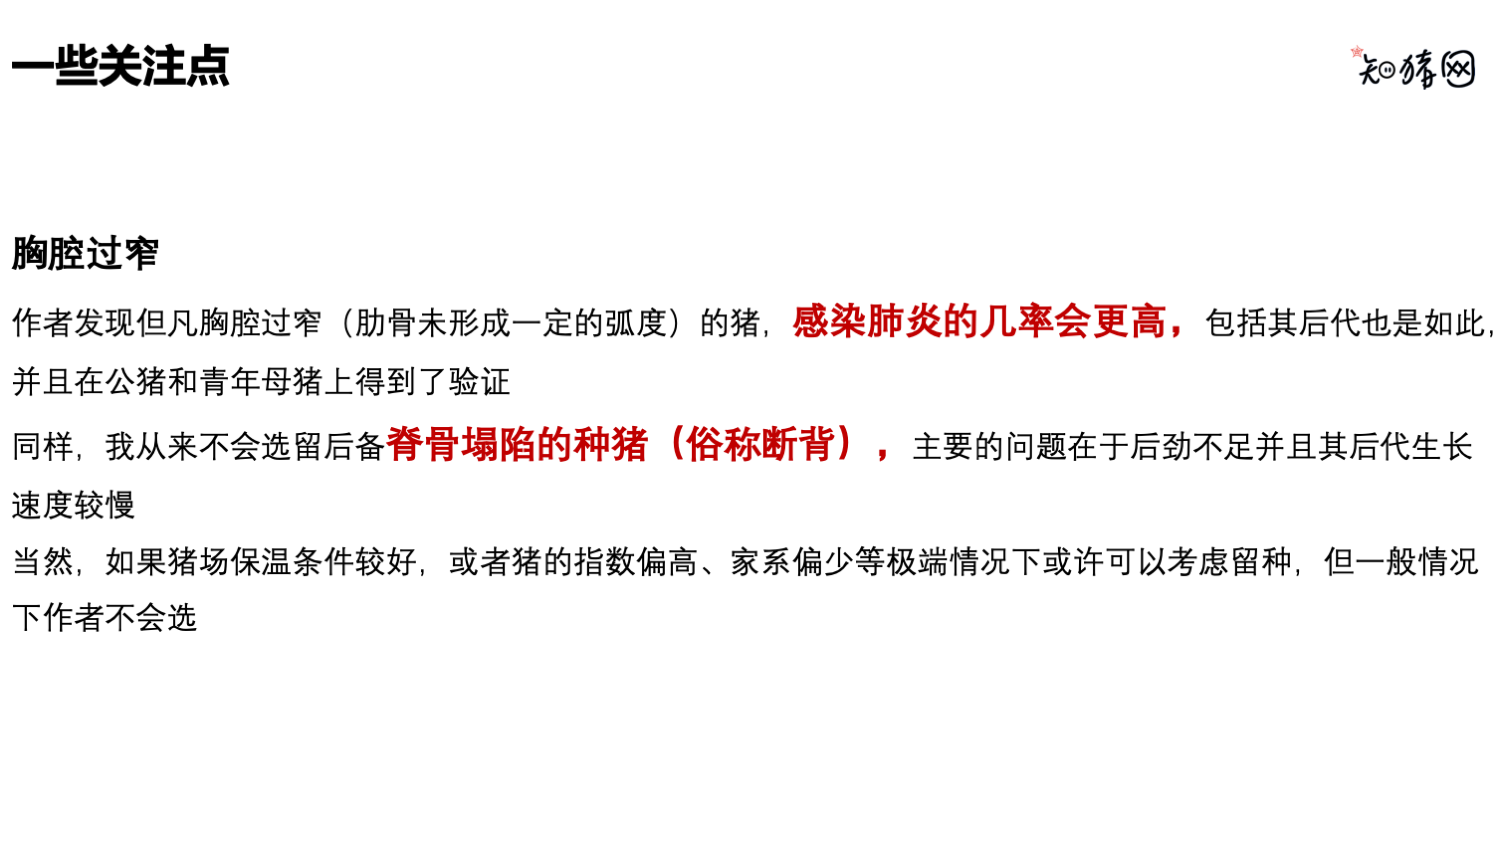 一些关注点
知猪网
胸腔过窄
作者发现但凡胸腔过窄（肋骨未形成一定的弧度）的猪，感染肺炎的几率会更高，包括其后代也是如此，
并且在公猪和青年母猪上得到了验证
同样，我从来不会选留后备脊骨塌陷的种猪（俗称断背），主要的问题在于后劲不足并且其后代生长
速度较慢
当然，如果猪场保温条件较好，或者猪的指数偏高、家系偏少等极端情况下或许可以考虑留种，但一般情况
下作者不会选